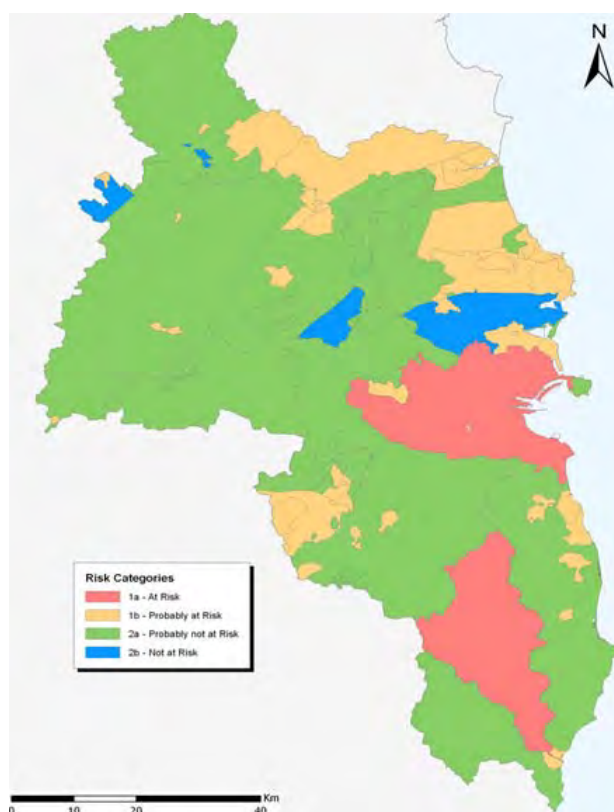 N
Risk Categories
1a - At Risk
1b - Probably at Risk
2a - Probably not at Risk
2b - Not at Risk
Km
0 10 20 40